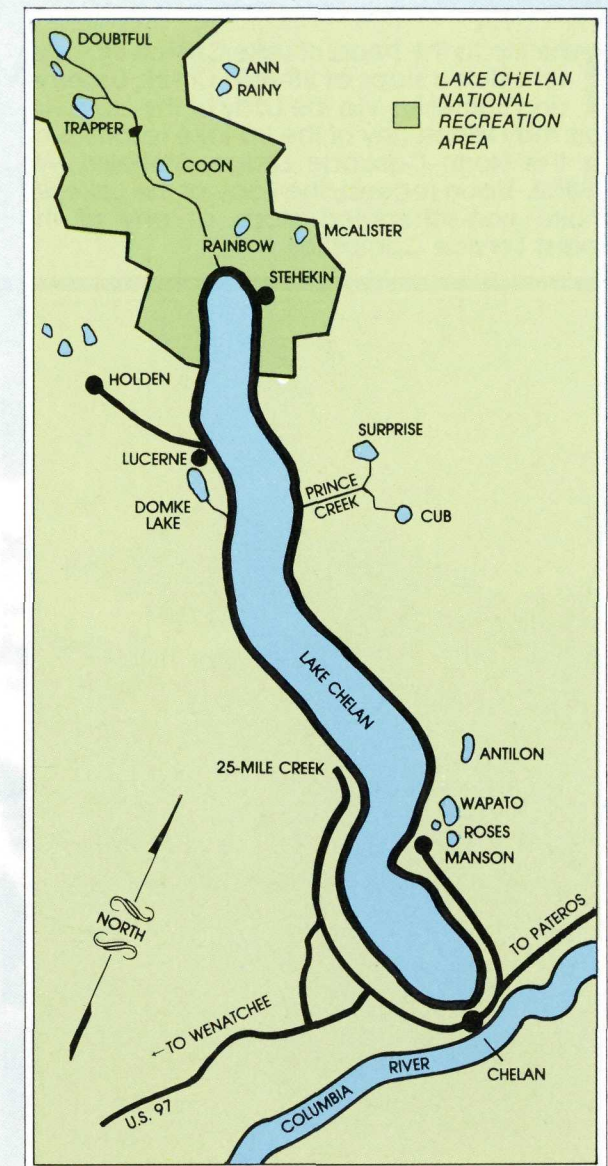 DOUBTFUL
ANN
RAINY
LAKE CHELAN
NATIONAL
RECREATION
AREA
TRAPPER
COON
McALISTER
RAINBOW
STEHEKIN
HOLDEN
SURPRISE
LUCERNE
PRINCE
CREEK
DOMKE
LAKE
CUB
LAKE CHELAN
ANTILON
25-MILE CREEK
WAPATO
ROSES
MANSON
NORTH
TO PATEROS
←TO WENATCHEE
CHELAN
U.S. 97
COLUMBIA RIVER